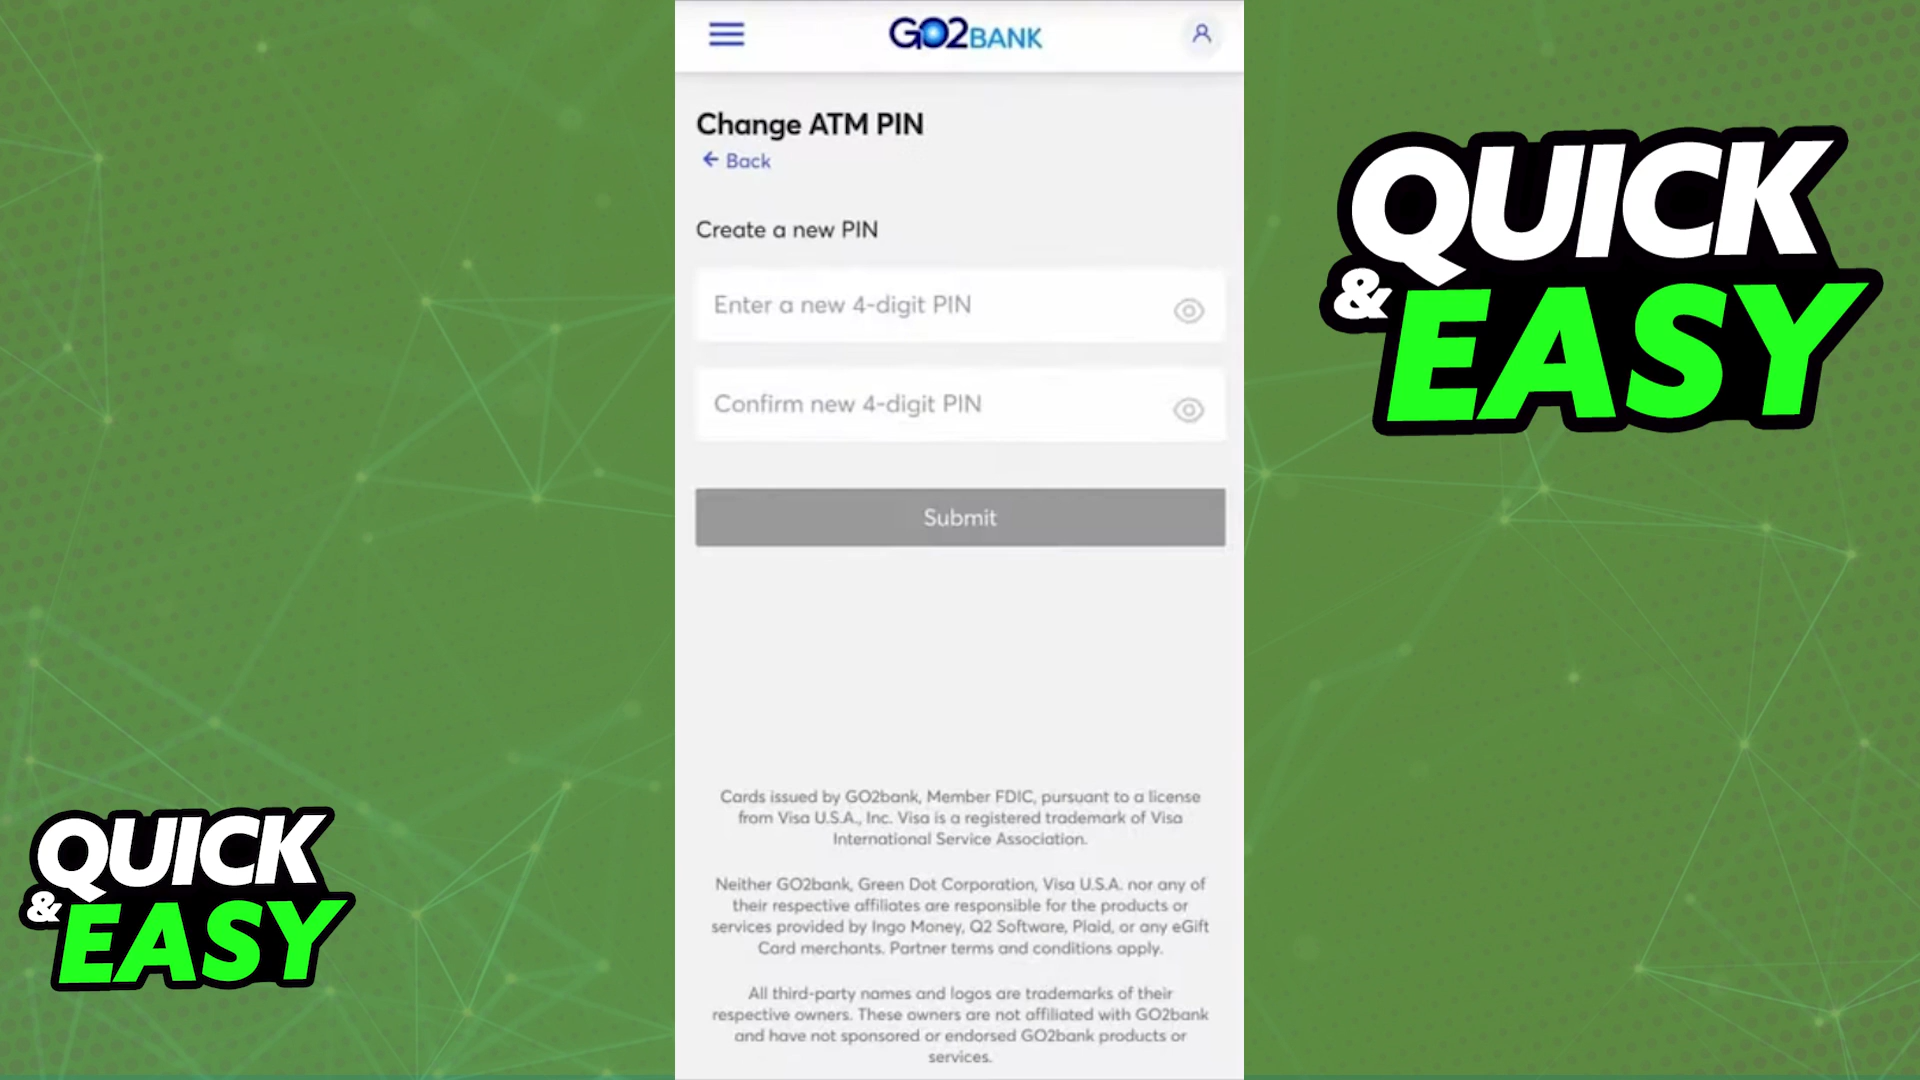 GO2BANK
Change ATM PIN
← Back
Create a new PIN
Enter a new 4-digit PIN
Confirm new 4-digit PIN
Submit
Cards issued by GO2bank, Member FDIC, pursuant to a license
from Visa U.S.A., Inc. Visa is a registered trademark of Visa
International Service Association.
Neither GO2bank, Green Dot Corporation, Visa U.S.A. nor any of
their respective affiliates are responsible for the products or
services provided by Ingo Money, Q2 Software, Plaid, or any eGift
Card merchants. Partner terms and conditions apply.
All third-party names and logos are trademarks of their
respective owners. These owners are not affiliated with GO2bank
and have not sponsored or endorsed GO2bank products or
services.
QUICK
& EASY
QUICK
& EASY